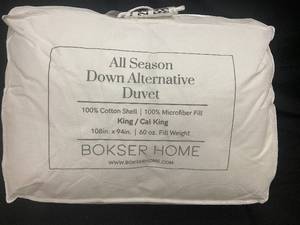 All Season
Down Alternative
Duvet
100% Cotton Shell | 100% Microfiber Fill
King / Cal King
108in. x 94in. | 60 oz. Fill Weight
BOKSER HOME
WWW.BOKSERHOME.COM